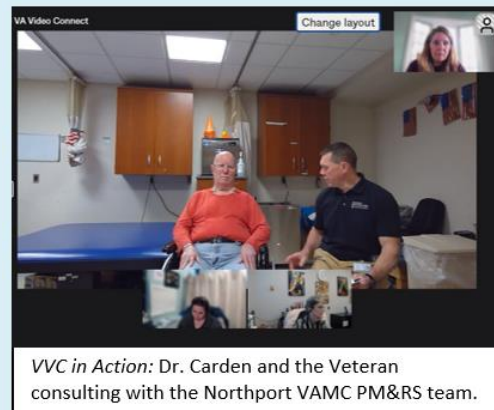 VA Video Connect
Change layout
VVC in Action: Dr. Carden and the Veteran
consulting with the Northport VAMC PM&RS team.